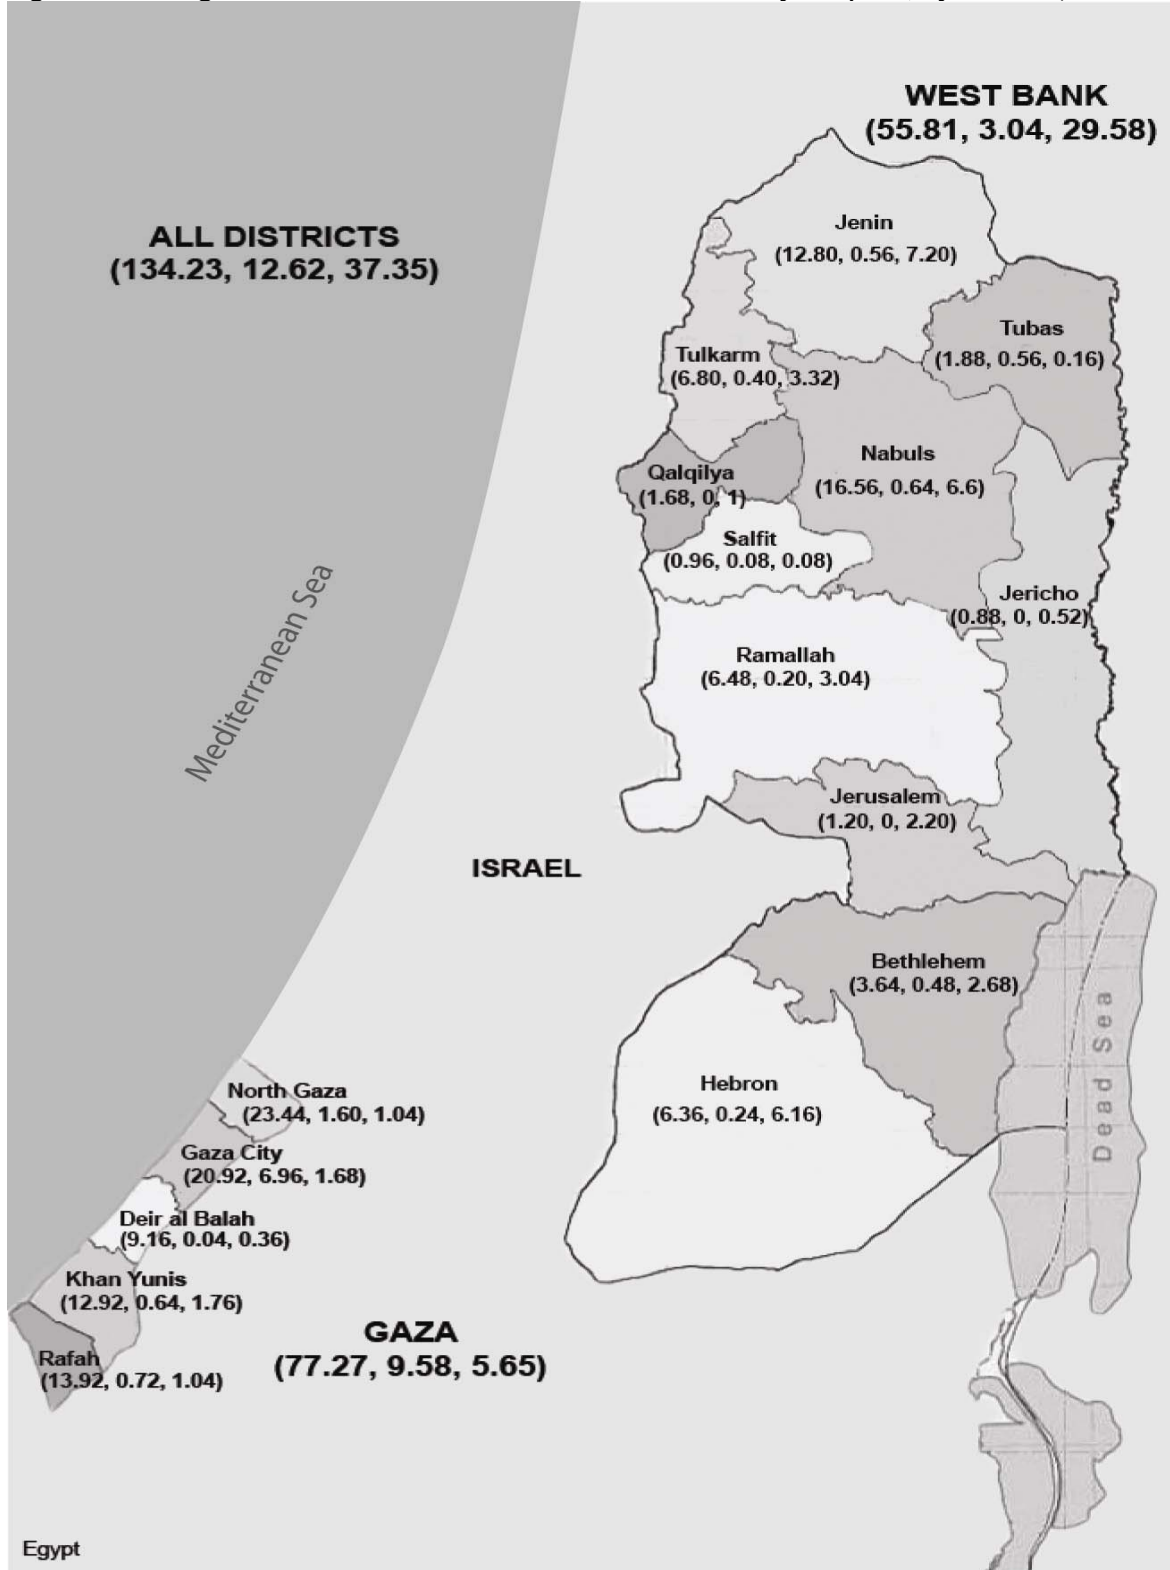 WEST BANK
(55.81, 3.04, 29.58)
ALL DISTRICTS
(134.23, 12.62, 37.35)
Jenin
(12.80, 0.56, 7.20)
Tubas
(1.88, 0.56, 0.16)
Tulkarm
(6.80, 0.40, 3.32)
Nabuls
(16.56, 0.64, 6.6)
Qalqilya
(1.68, 0, 1)
Salfit
(0.96, 0.08, 0.08)
Jericho
(0.88, 0, 0.52)
Mediterranean Sea
Ramallah
(6.48, 0.20, 3.04)
Jerusalem
(1.20, 0, 2.20)
ISRAEL
Bethlehem
(3.64, 0.48, 2.68)
Dead Sea
Hebron
(6.36, 0.24, 6.16)
North Gaza
(23.44, 1.60, 1.04)
Gaza City
(20.92, 6.96, 1.68)
Deir al Balah
(9.16, 0.04, 0.36)
Khan Yunis
(12.92, 0.64, 1.76)
GAZA
(77.27, 9.58, 5.65)
Rafah
(13.92, 0.72, 1.04)
Egypt